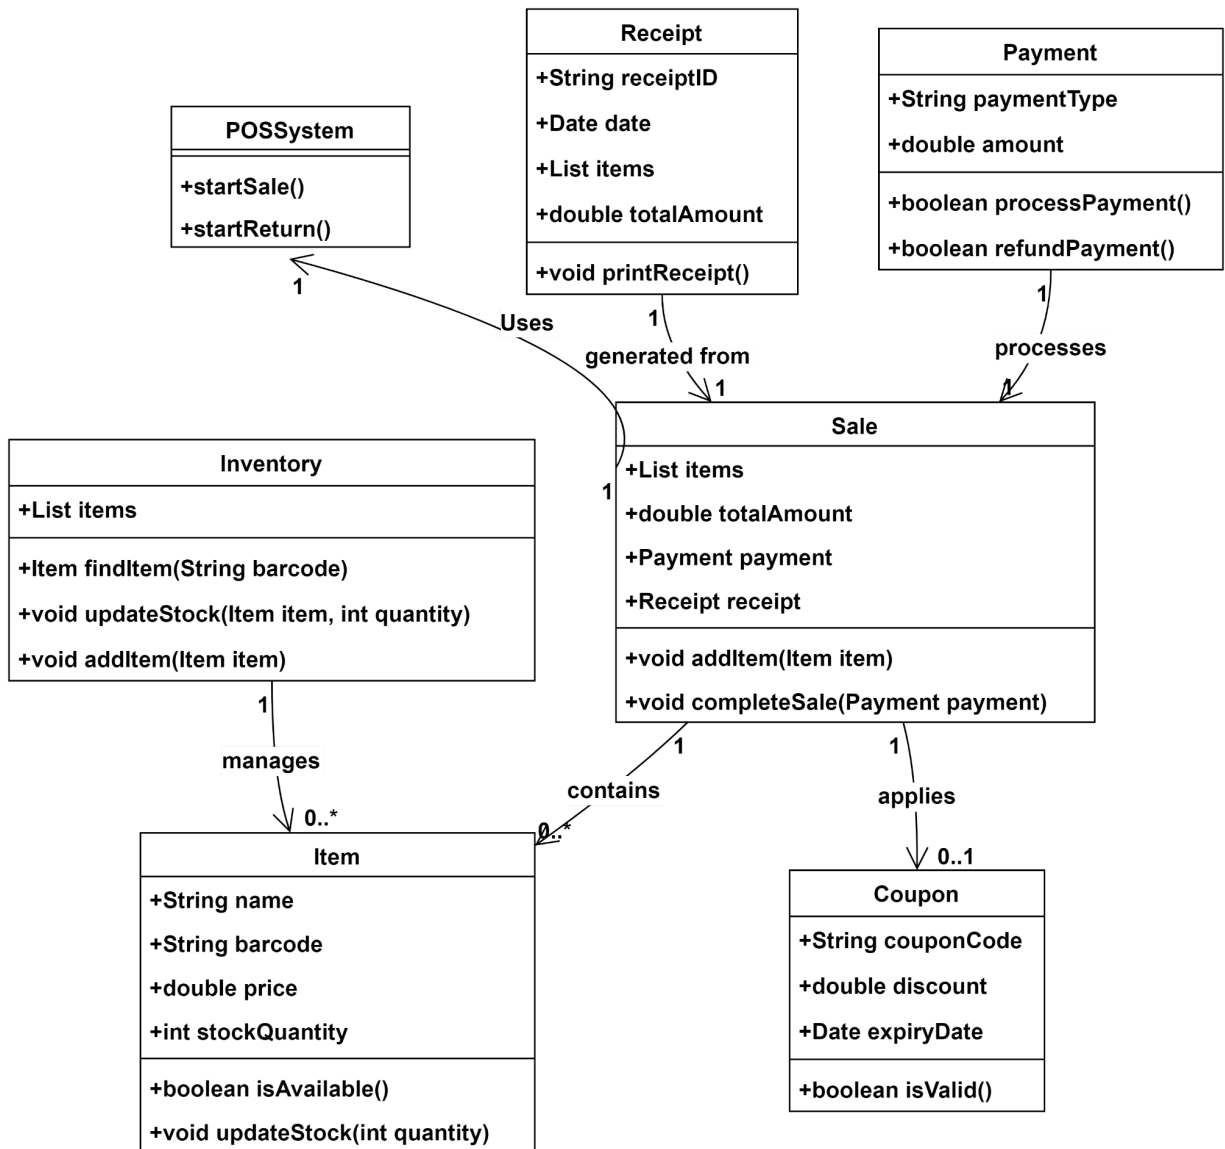 Receipt
+String receiptID
+Date date
+List items
+double totalAmount
+void printReceipt()
Payment
+String paymentType
+double amount
+boolean processPayment()
+boolean refundPayment()
POSSystem
+startSale()
+startReturn()
1
Uses
1
1
generated from
1
1
processes
1
Sale
+List items
+double totalAmount
+Payment payment
+Receipt receipt
+void addItem(Item item)
+void completeSale(Payment payment)
Inventory
+List items
+Item findItem(String barcode)
+void updateStock(Item item, int quantity)
+void addItem(Item item)
1
manages
0..*
1
contains
0..*
1
applies
0..1
Item
+String name
+String barcode
+double price
+int stockQuantity
+boolean isAvailable()
+void updateStock(int quantity)
Coupon
+String couponCode
+double discount
+Date expiryDate
+boolean isValid()